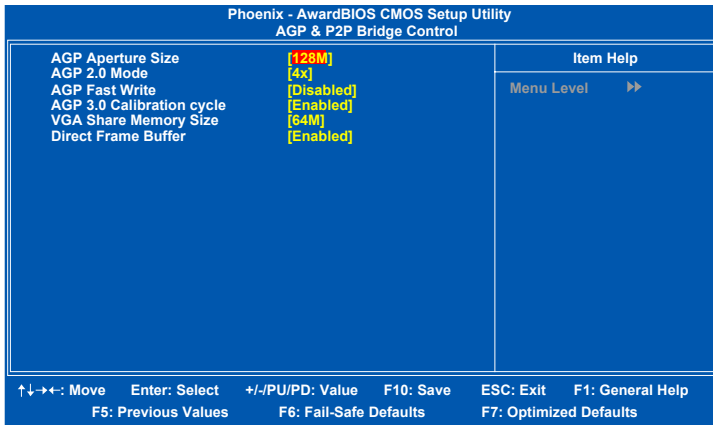 Phoenix - AwardBIOS CMOS Setup Utility
AGP & P2P Bridge Control
AGP Aperture Size [128M]
AGP 2.0 Mode [4x]
AGP Fast Write [Disabled]
AGP 3.0 Calibration cycle [Enabled]
VGA Share Memory Size [64M]
Direct Frame Buffer [Enabled]
Item Help
Menu Level ▶▶
↑↓→←: Move Enter: Select +/-/PU/PD: Value F10: Save ESC: Exit F1: General Help
F5: Previous Values F6: Fail-Safe Defaults F7: Optimized Defaults